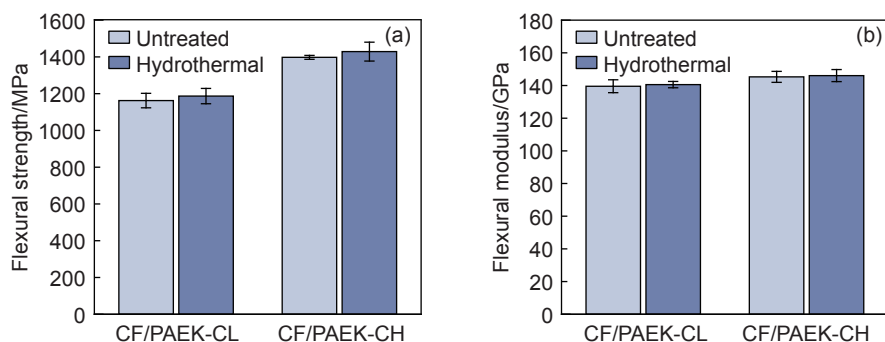 (a)
Untreated
Hydrothermal
Flexural strength/MPa
1600
1400
1200
1000
800
600
400
200
0
CF/PAEK-CL CF/PAEK-CH
(b)
Untreated
Hydrothermal
Flexural modulus/GPa
180
160
140
120
100
80
60
40
20
0
CF/PAEK-CL CF/PAEK-CH